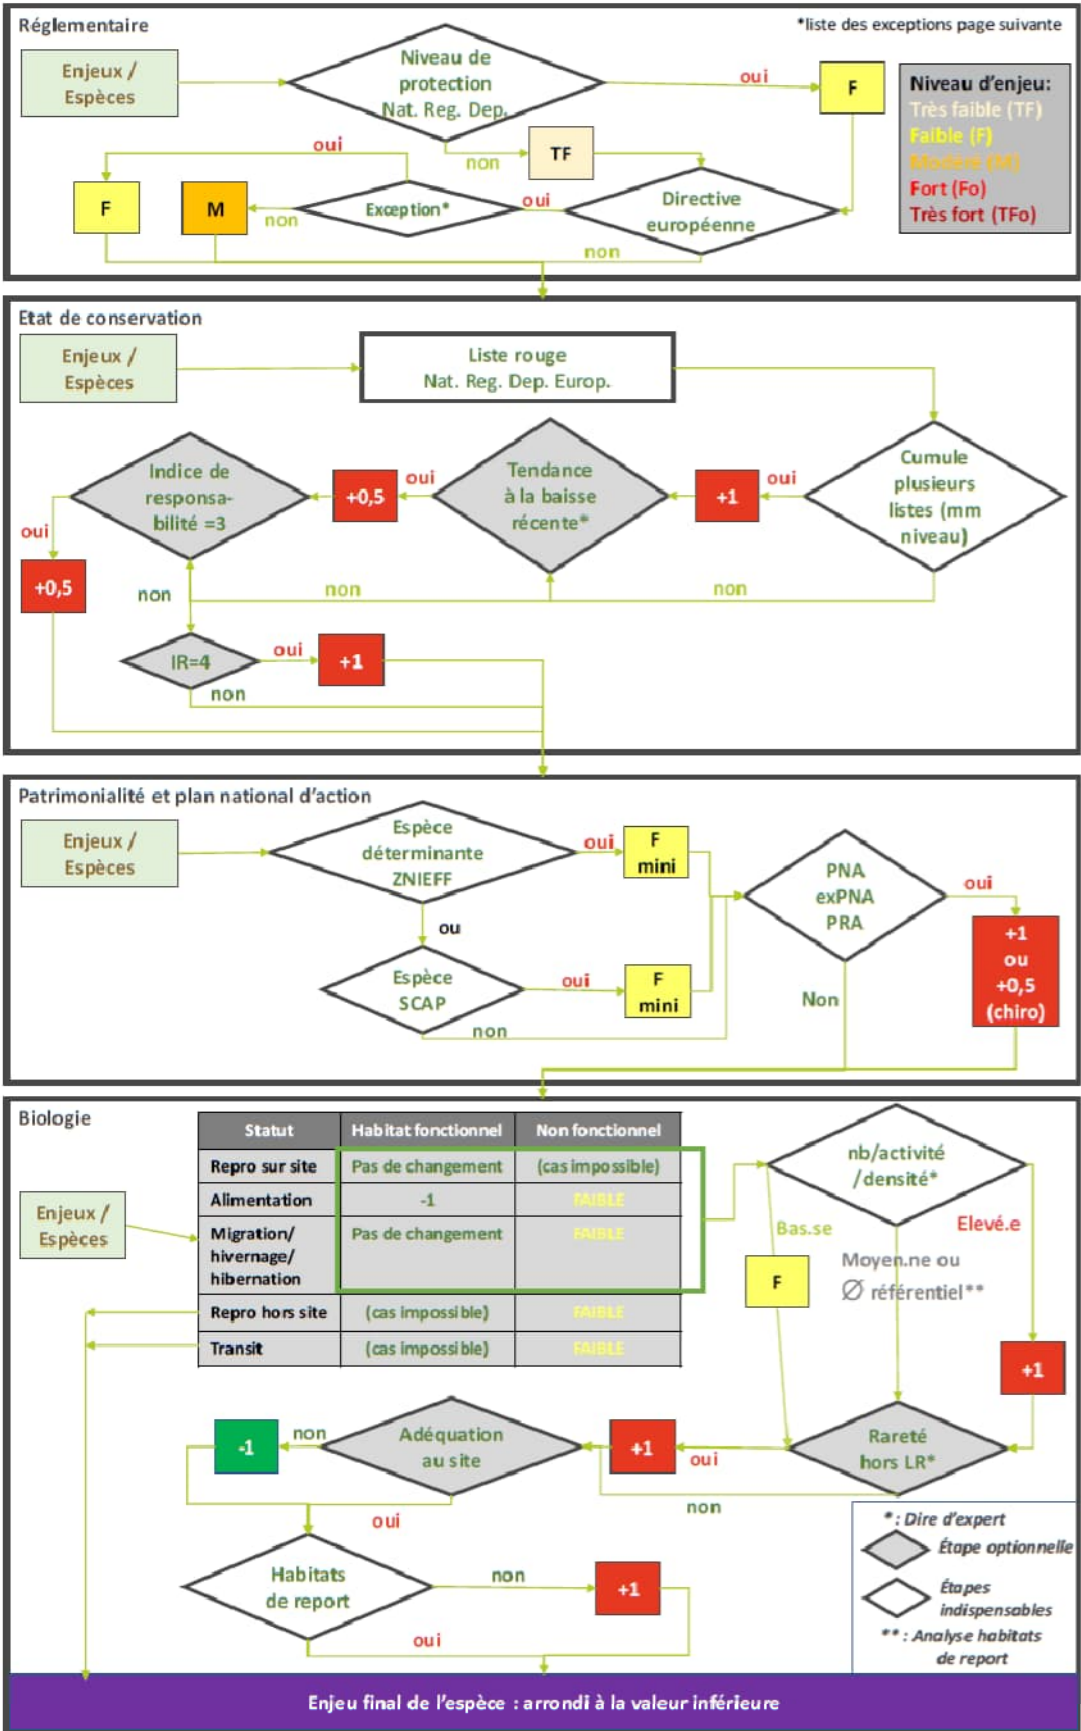 Réglementaire
*liste des exceptions page suivante
Enjeux /
Espèces
Niveau de
protection
Nat. Reg. Dep.
oui
F
Niveau d'enjeu:
Très faible (TF)
Faible (F)
Modéré (M)
Fort (Fo)
Très fort (TFo)
non
TF
oui
F
M
non
Exception*
oui
Directive
européenne
non
Etat de conservation
Enjeux /
Espèces
Liste rouge
Nat. Reg. Dep. Europ.
Indice de
responsa-
bilité =3
+0,5
oui
Tendance
à la baisse
récente*
+1
oui
Cumule
plusieurs
listes (mm
niveau)
oui
+0,5
non
non
non
IR=4
oui
+1
non
Patrimonialité et plan national d'action
Enjeux /
Espèces
Espèce
déterminante
ZNIEFF
oui
F
mini
ou
Espèce
SCAP
oui
F
mini
non
PNA
exPNA
PRA
oui
+1
ou
+0,5
(chiro)
Non
Biologie
Enjeux /
Espèces
Statut Habitat fonctionnel Non fonctionnel
Repro sur site Pas de changement (cas impossible)
Alimentation -1 FAIBLE
Migration/ Pas de changement FAIBLE
hivernage/
hibernation
Repro hors site (cas impossible) FAIBLE
Transit (cas impossible) FAIBLE
nb/activité
/densité*
Bas.se
Elevé.e
Moyen.ne ou
∅ référentiel**
F
+1
Rareté
hors LR*
oui
+1
non
Adéquation
au site
non
-1
oui
Habitats
de report
non
+1
oui
*: Dire d'expert
Étape optionnelle
Étapes
indispensables
** : Analyse habitats
de report
Enjeu final de l'espèce : arrondi à la valeur inférieure